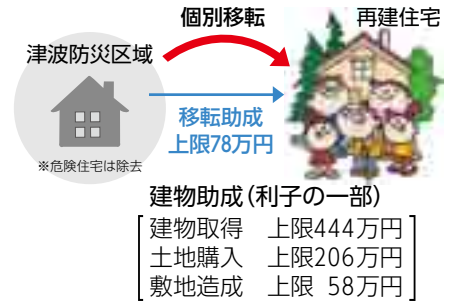 個別移転
再建住宅
津波防災区域
移転助成
上限78万円
※危険住宅は除去
建物助成(利子の一部)
建物取得 上限444万円
土地購入 上限206万円
敷地造成 上限 58万円